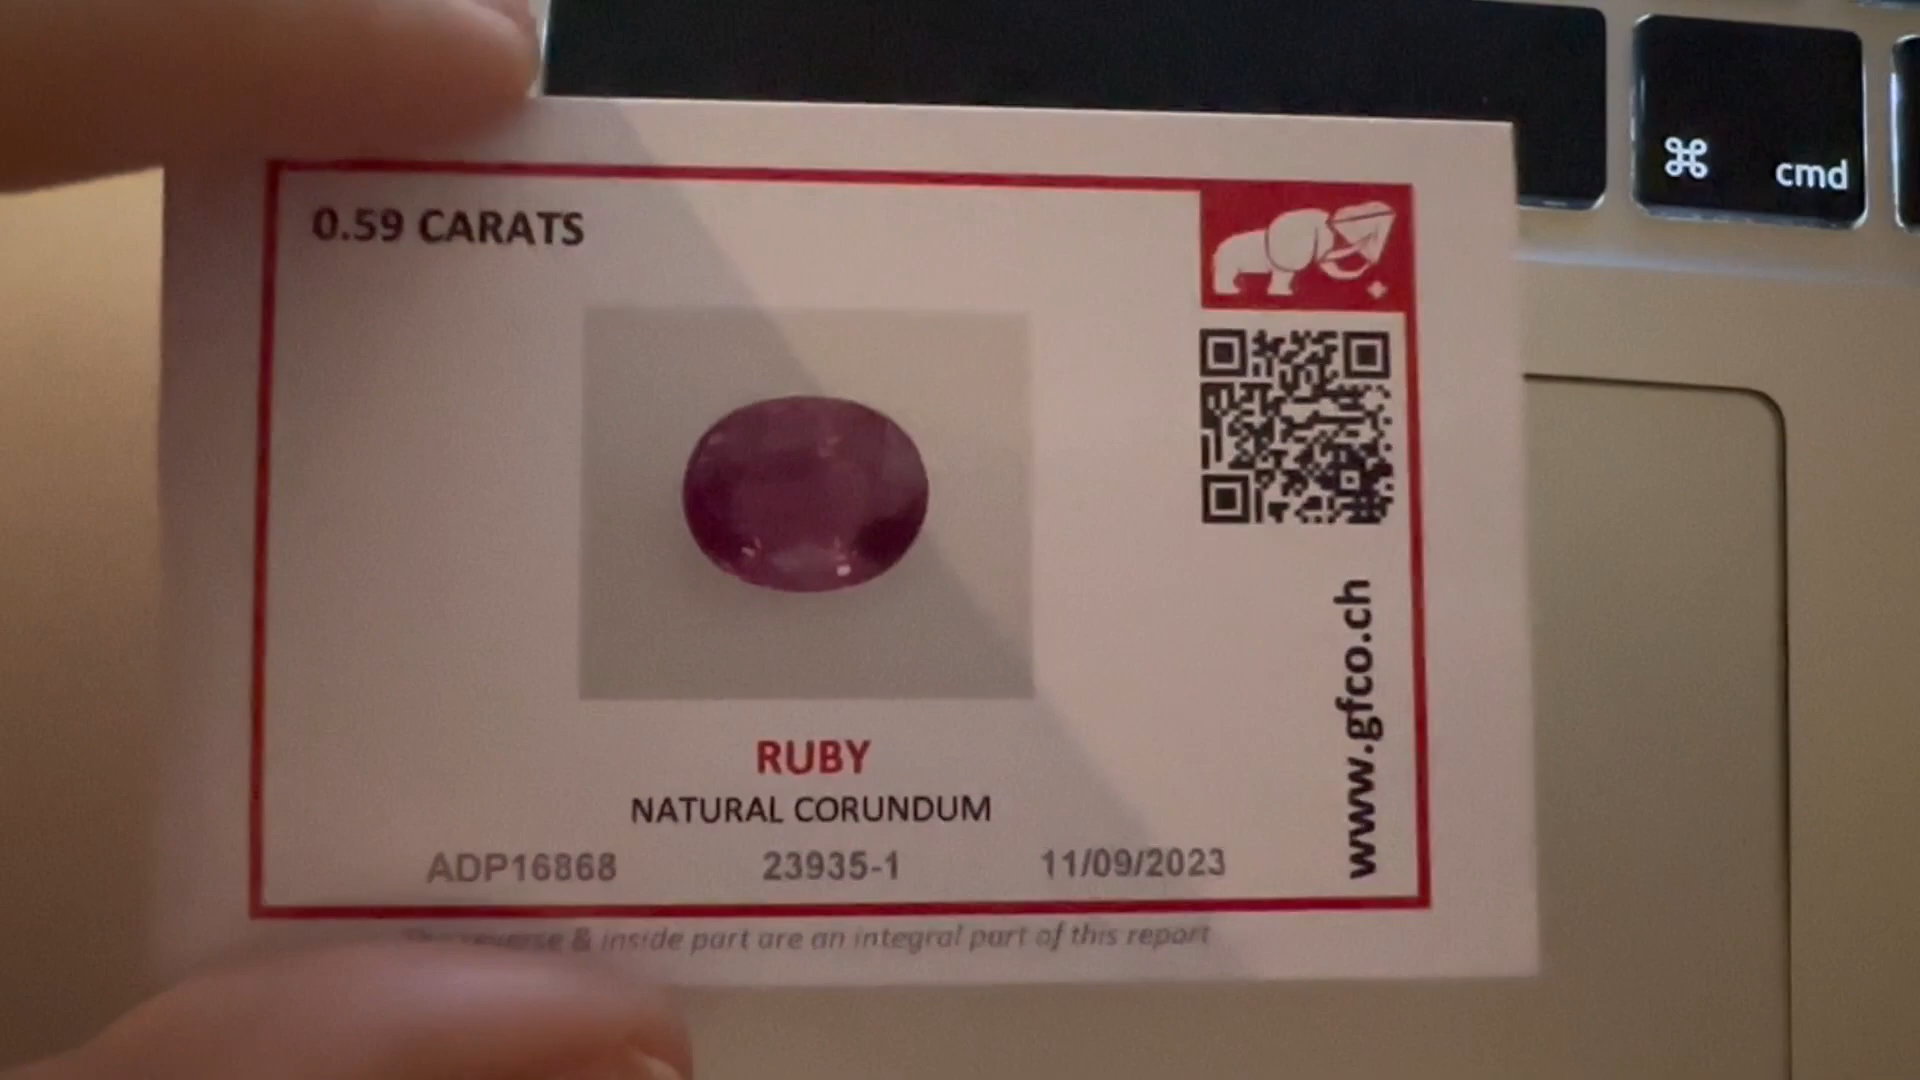 ⌘ cmd
0.59 CARATS
www.gfco.ch
RUBY
NATURAL CORUNDUM
ADP16868 23935-1 11/09/2023
reverse & inside part are an integral part of this report